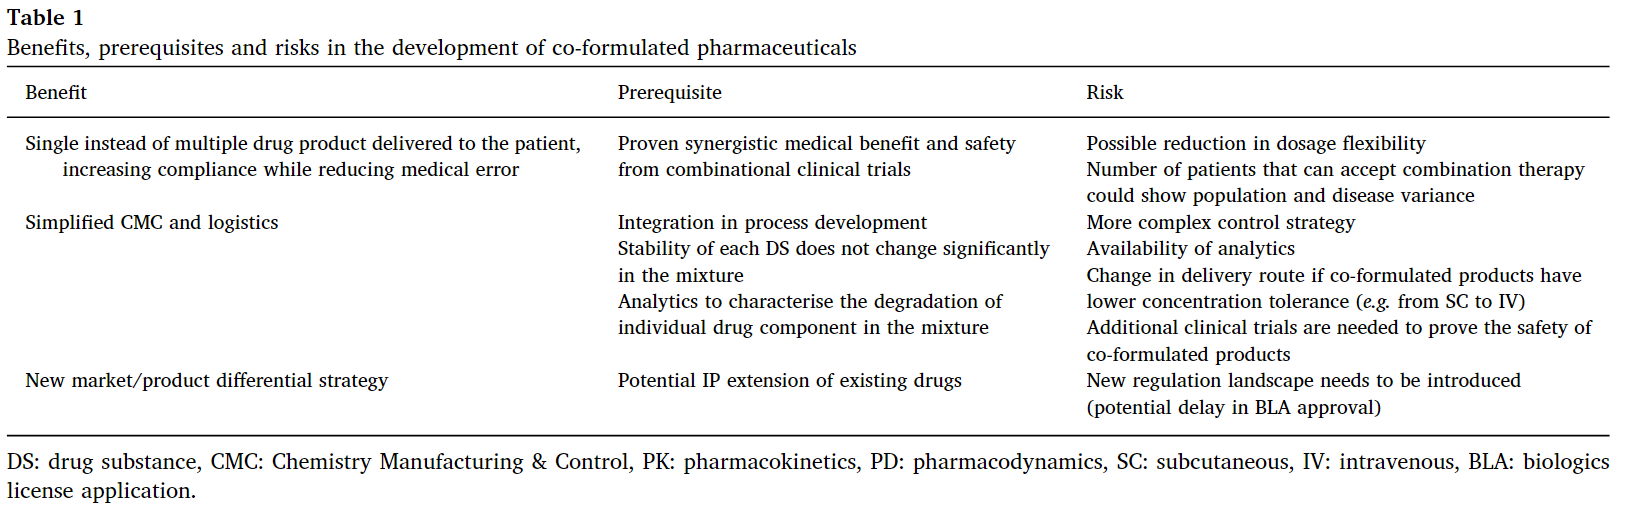 Table 1
Benefits, prerequisites and risks in the development of co-formulated pharmaceuticals
Benefit Prerequisite Risk
Single instead of multiple drug product delivered to the patient, Proven synergistic medical benefit and safety Possible reduction in dosage flexibility
increasing compliance while reducing medical error from combinational clinical trials Number of patients that can accept combination therapy
could show population and disease variance
Simplified CMC and logistics Integration in process development More complex control strategy
Stability of each DS does not change significantly Availability of analytics
in the mixture Change in delivery route if co-formulated products have
Analytics to characterise the degradation of lower concentration tolerance (e.g. from SC to IV)
individual drug component in the mixture Additional clinical trials are needed to prove the safety of
co-formulated products
New market/product differential strategy Potential IP extension of existing drugs New regulation landscape needs to be introduced
(potential delay in BLA approval)
DS: drug substance, CMC: Chemistry Manufacturing & Control, PK: pharmacokinetics, PD: pharmacodynamics, SC: subcutaneous, IV: intravenous, BLA: biologics
license application.